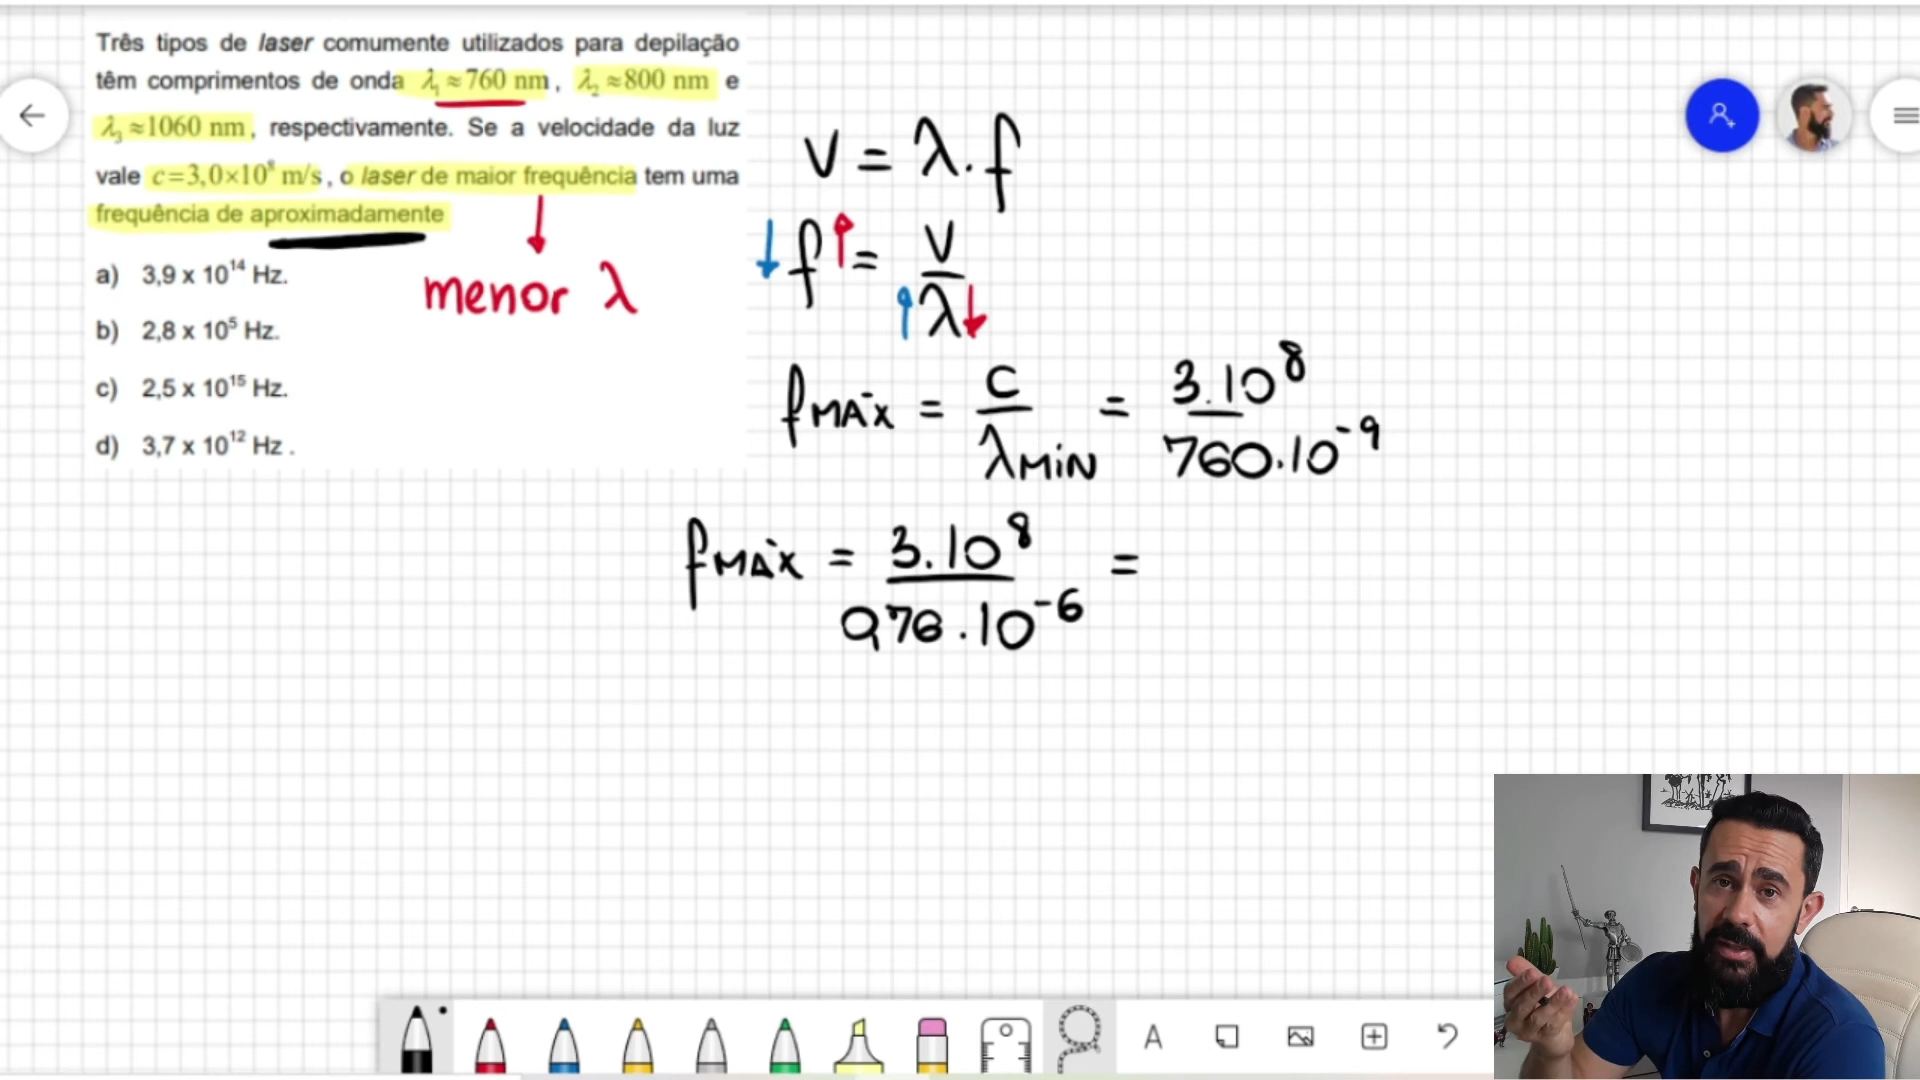 Três tipos de laser comumente utilizados para depilação
têm comprimentos de onda λ₁ ≈ 760 nm, λ₂ ≈ 800 nm e
λ₃ ≈ 1060 nm, respectivamente. Se a velocidade da luz
vale c = 3,0×10⁸ m/s, o laser de maior frequência tem uma
frequência de aproximadamente
a) 3,9 x 10¹⁴ Hz.
b) 2,8 x 10⁵ Hz.
c) 2,5 x 10¹⁵ Hz.
d) 3,7 x 10¹² Hz .
menor λ
V = λ . f
f = V / λ
fMÁX = C / λMiN = 3.10⁸ / 760.10⁻⁹
fMÁX = 3.10⁸ / 0,76 . 10⁻⁶ =
A